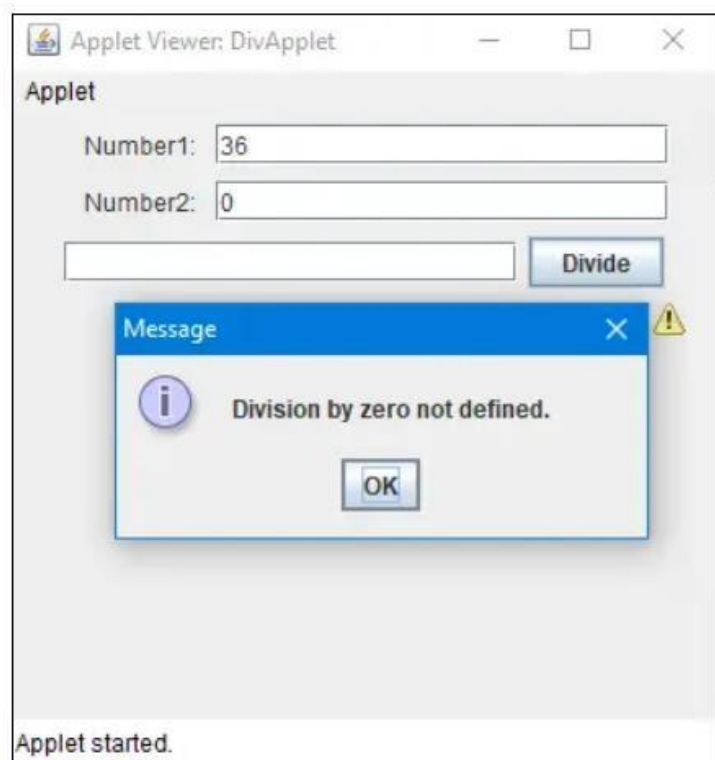 Applet Viewer: DivApplet
Applet
Number1: 36
Number2: 0
Divide
Message
Division by zero not defined.
OK
Applet started.